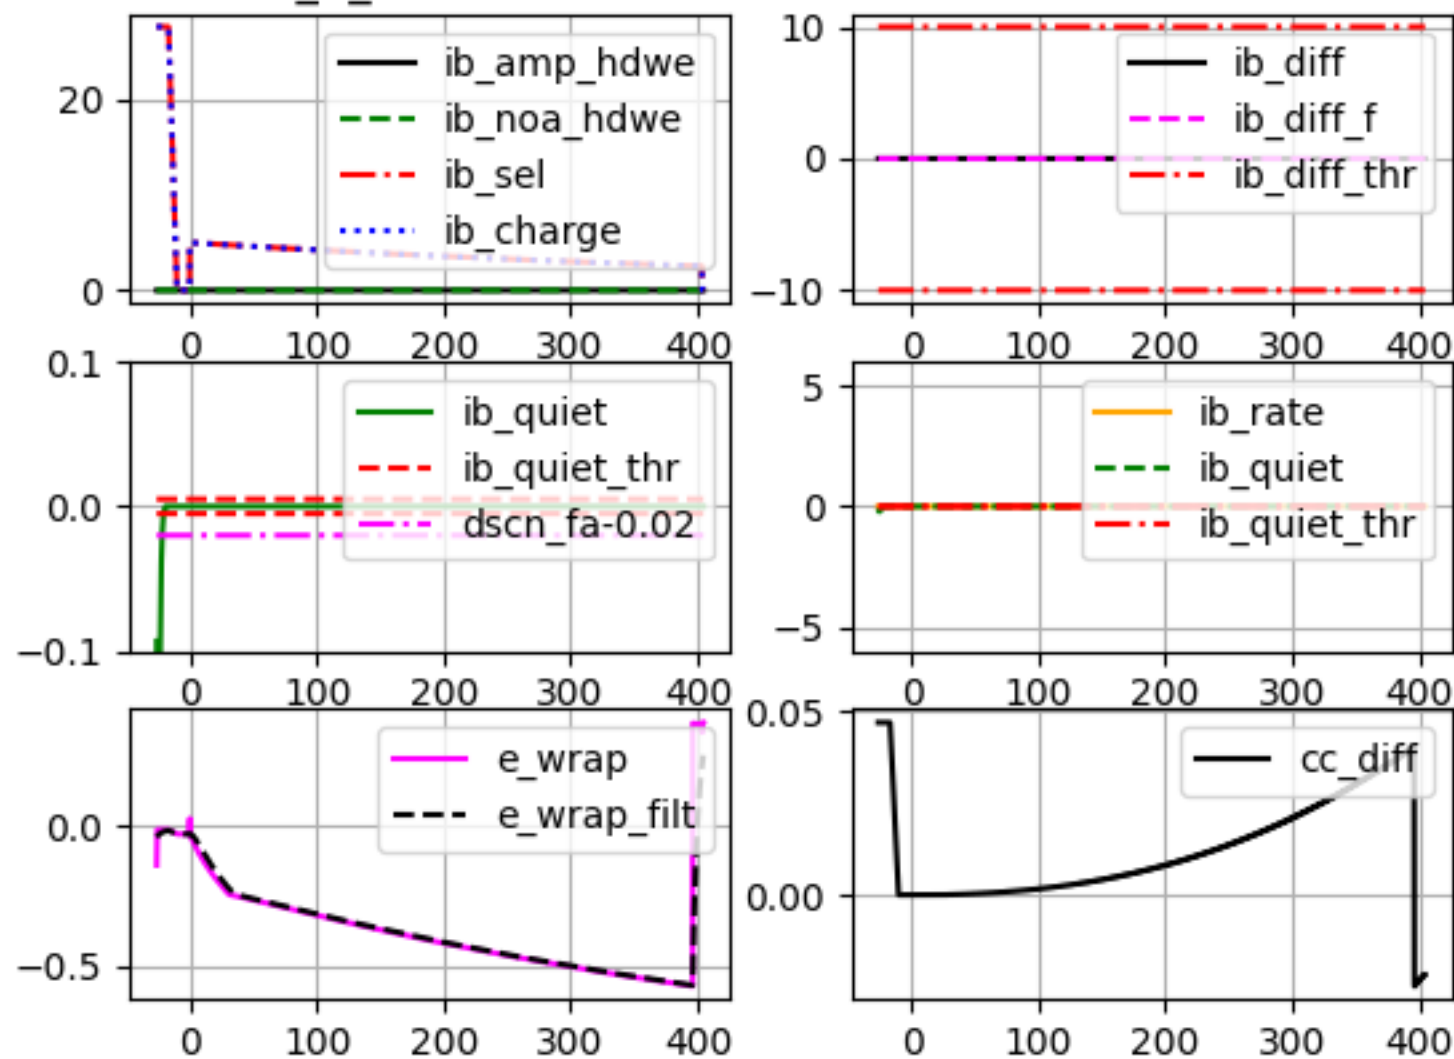 20
0
ib_amp_hdwe
ib_noa_hdwe
ib_sel
ib_charge
0 100 200 300 400
10
0
−10
ib_diff
ib_diff_f
ib_diff_thr
0 100 200 300 400
0.1
0.0
−0.1
ib_quiet
ib_quiet_thr
dscn_fa-0.02
0 100 200 300 400
5
0
−5
ib_rate
ib_quiet
ib_quiet_thr
0 100 200 300 400
0.0
−0.5
e_wrap
e_wrap_filt
0 100 200 300 400
0.05
0.00
cc_diff
0 100 200 300 400